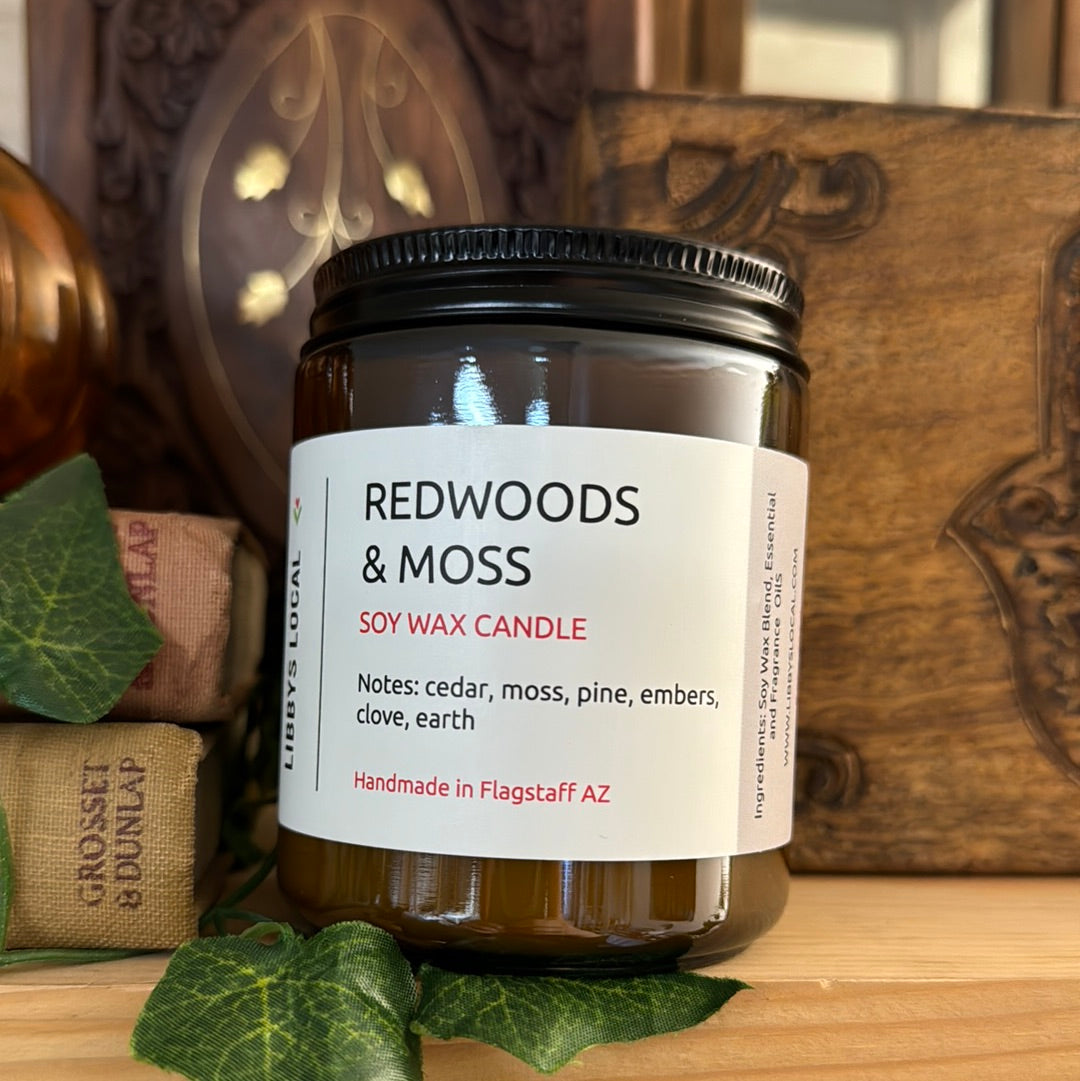 LIBBYS LOCAL
REDWOODS
& MOSS
SOY WAX CANDLE
Notes: cedar, moss, pine, embers,
clove, earth
Handmade in Flagstaff AZ
Ingredients: Soy Wax Blend, Essential
and Fragrance Oils
WWW.LIBBYSLOCAL.COM
GROSSET
& DUNLAP